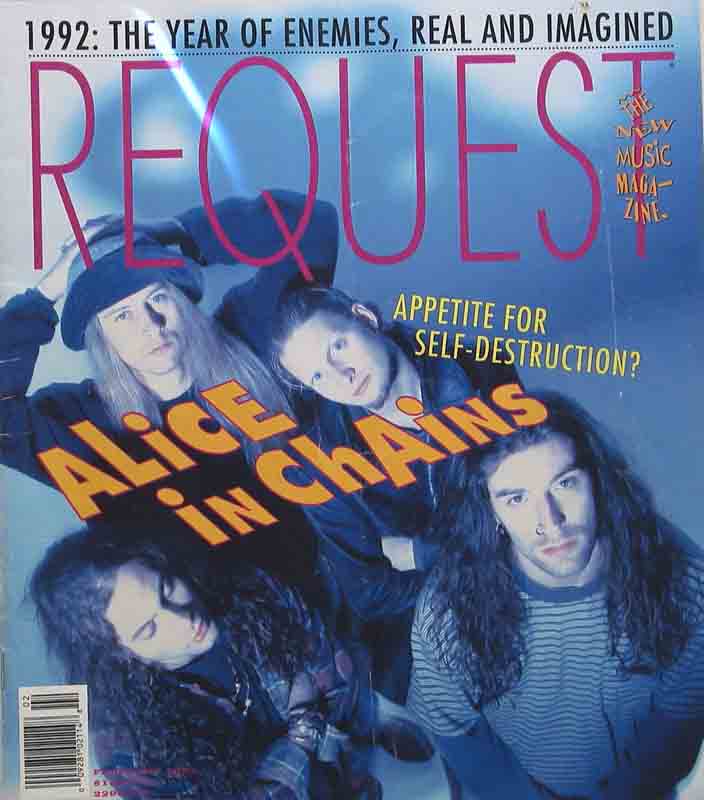 1992: THE YEAR OF ENEMIES, REAL AND IMAGINED
REQUEST
THE
NEW
MUSiC
MAGA-
ZINE.
APPETITE FOR
SELF-DESTRUCTION?
ALiCE
iN ChAiNS
02